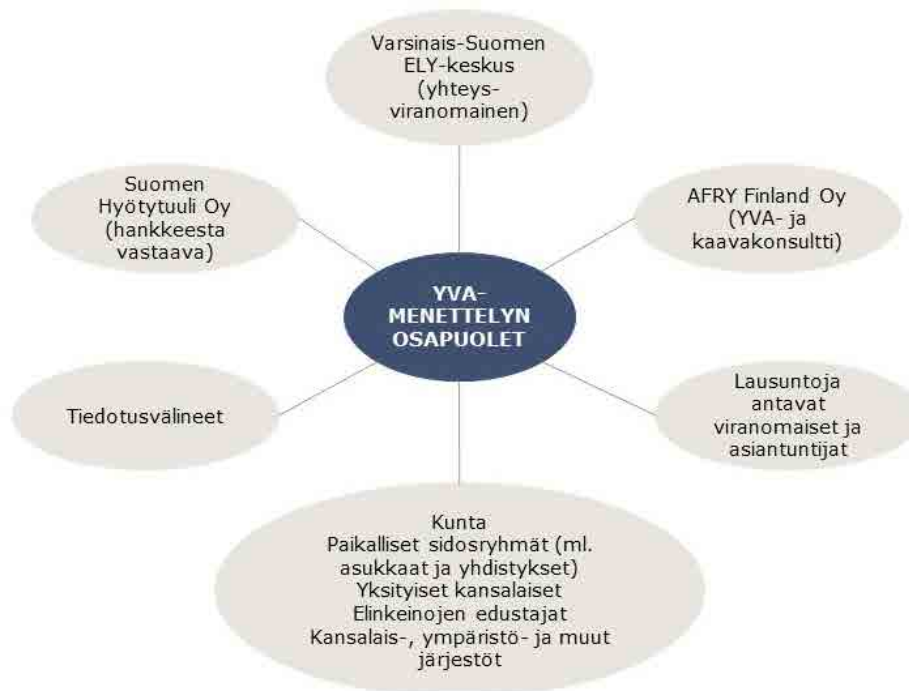 Varsinais-Suomen
ELY-keskus
(yhteys-
viranomainen)
Suomen
Hyötytuuli Oy
(hankkeesta
vastaava)
AFRY Finland Oy
(YVA- ja
kaavakonsultti)
YVA-
MENETTELYN
OSAPUOLET
Tiedotusvälineet
Lausuntoja
antavat
viranomaiset ja
asiantuntijat
Kunta
Paikalliset sidosryhmät (ml.
asukkaat ja yhdistykset)
Yksityiset kansalaiset
Elinkeinojen edustajat
Kansalais-, ympäristö- ja muut
järjestöt